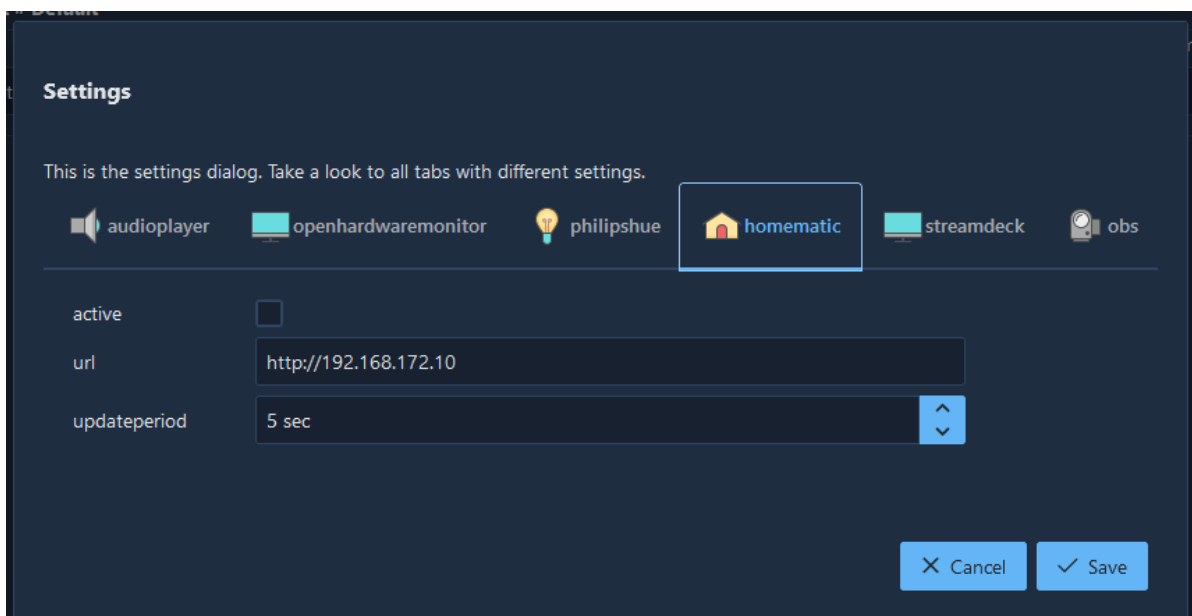 Default
Settings
This is the settings dialog. Take a look to all tabs with different settings.
audioplayer openhardwaremonitor philipshue homematic streamdeck obs
active
url http://192.168.172.10
updateperiod 5 sec
Cancel Save